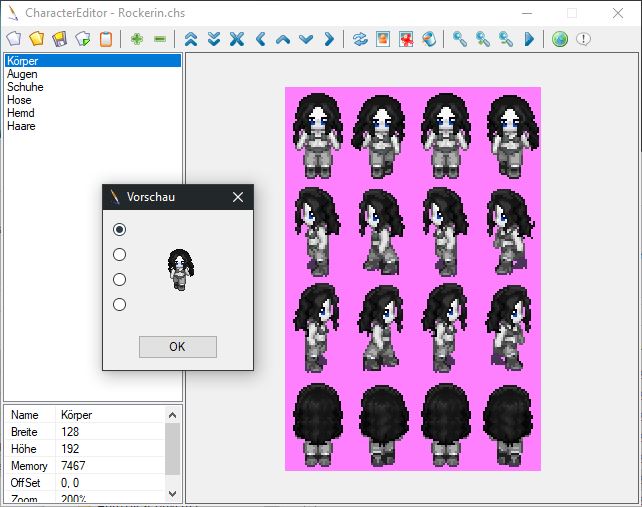 CharacterEditor - Rockerin.chs
Körper
Augen
Schuhe
Hose
Hemd
Haare
Vorschau
OK
Name Körper
Breite 128
Höhe 192
Memory 7467
OffSet 0, 0
Zoom 200%